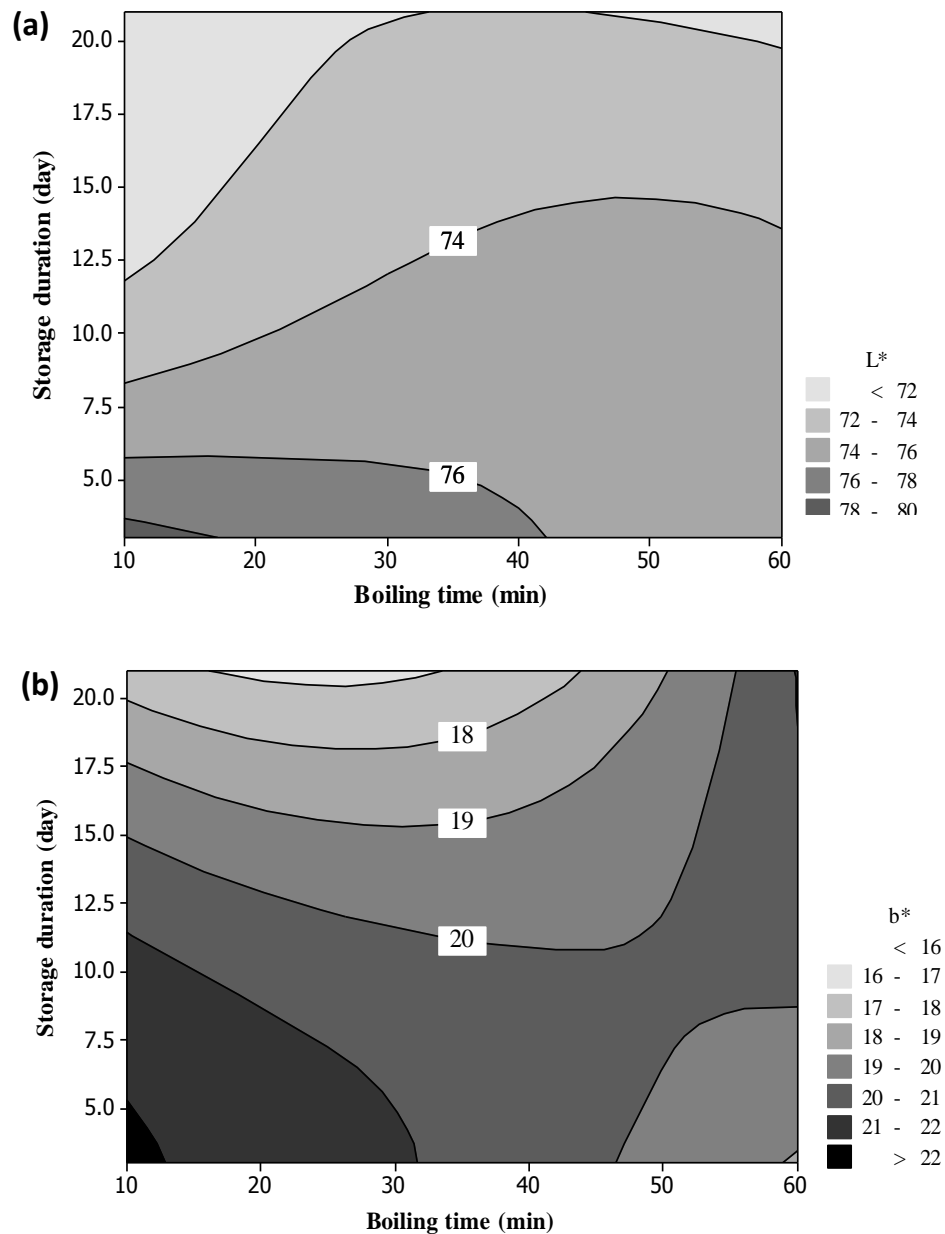 (a)
20.0
17.5
15.0
12.5
10.0
7.5
5.0
Storage duration (day)
74
76
10 20 30 40 50 60
Boiling time (min)
L*
< 72
72 - 74
74 - 76
76 - 78
78 - 80
(b)
20.0
17.5
15.0
12.5
10.0
7.5
5.0
Storage duration (day)
18
19
20
10 20 30 40 50 60
Boiling time (min)
b*
< 16
16 - 17
17 - 18
18 - 19
19 - 20
20 - 21
21 - 22
> 22